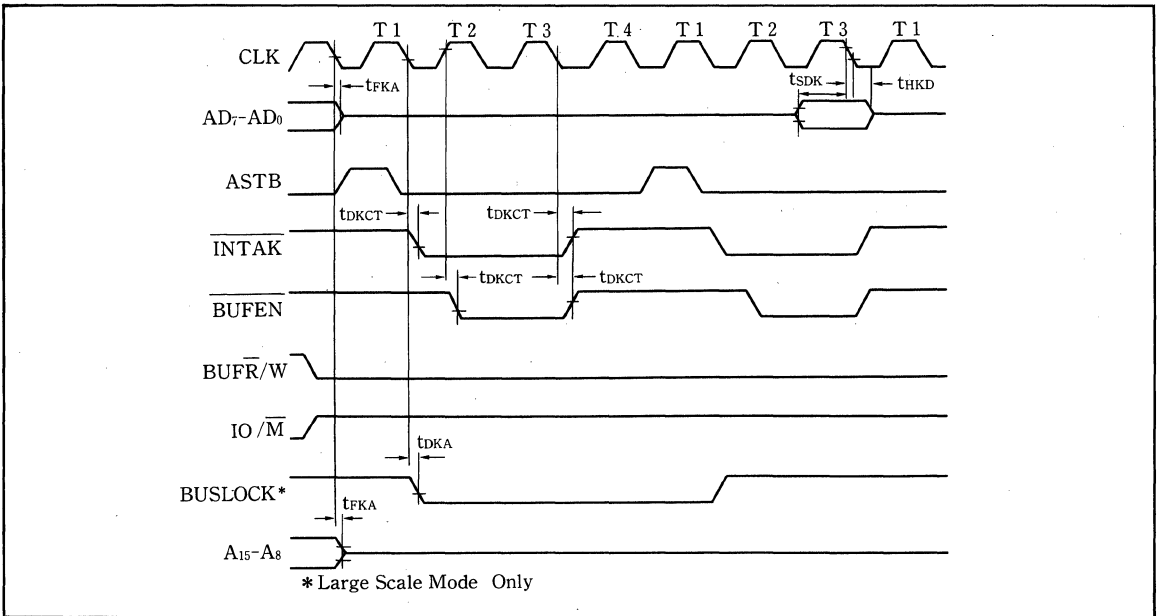 T1 T2 T3 T4 T1 T2 T3 T1
CLK
tFKA
tSDK
tHKD
AD7-AD0
ASTB
tDKCT tDKCT
INTAK
tDKCT tDKCT
BUFEN
BUFR/W
IO/M
tDKA
BUSLOCK*
tFKA
A15-A8
* Large Scale Mode Only